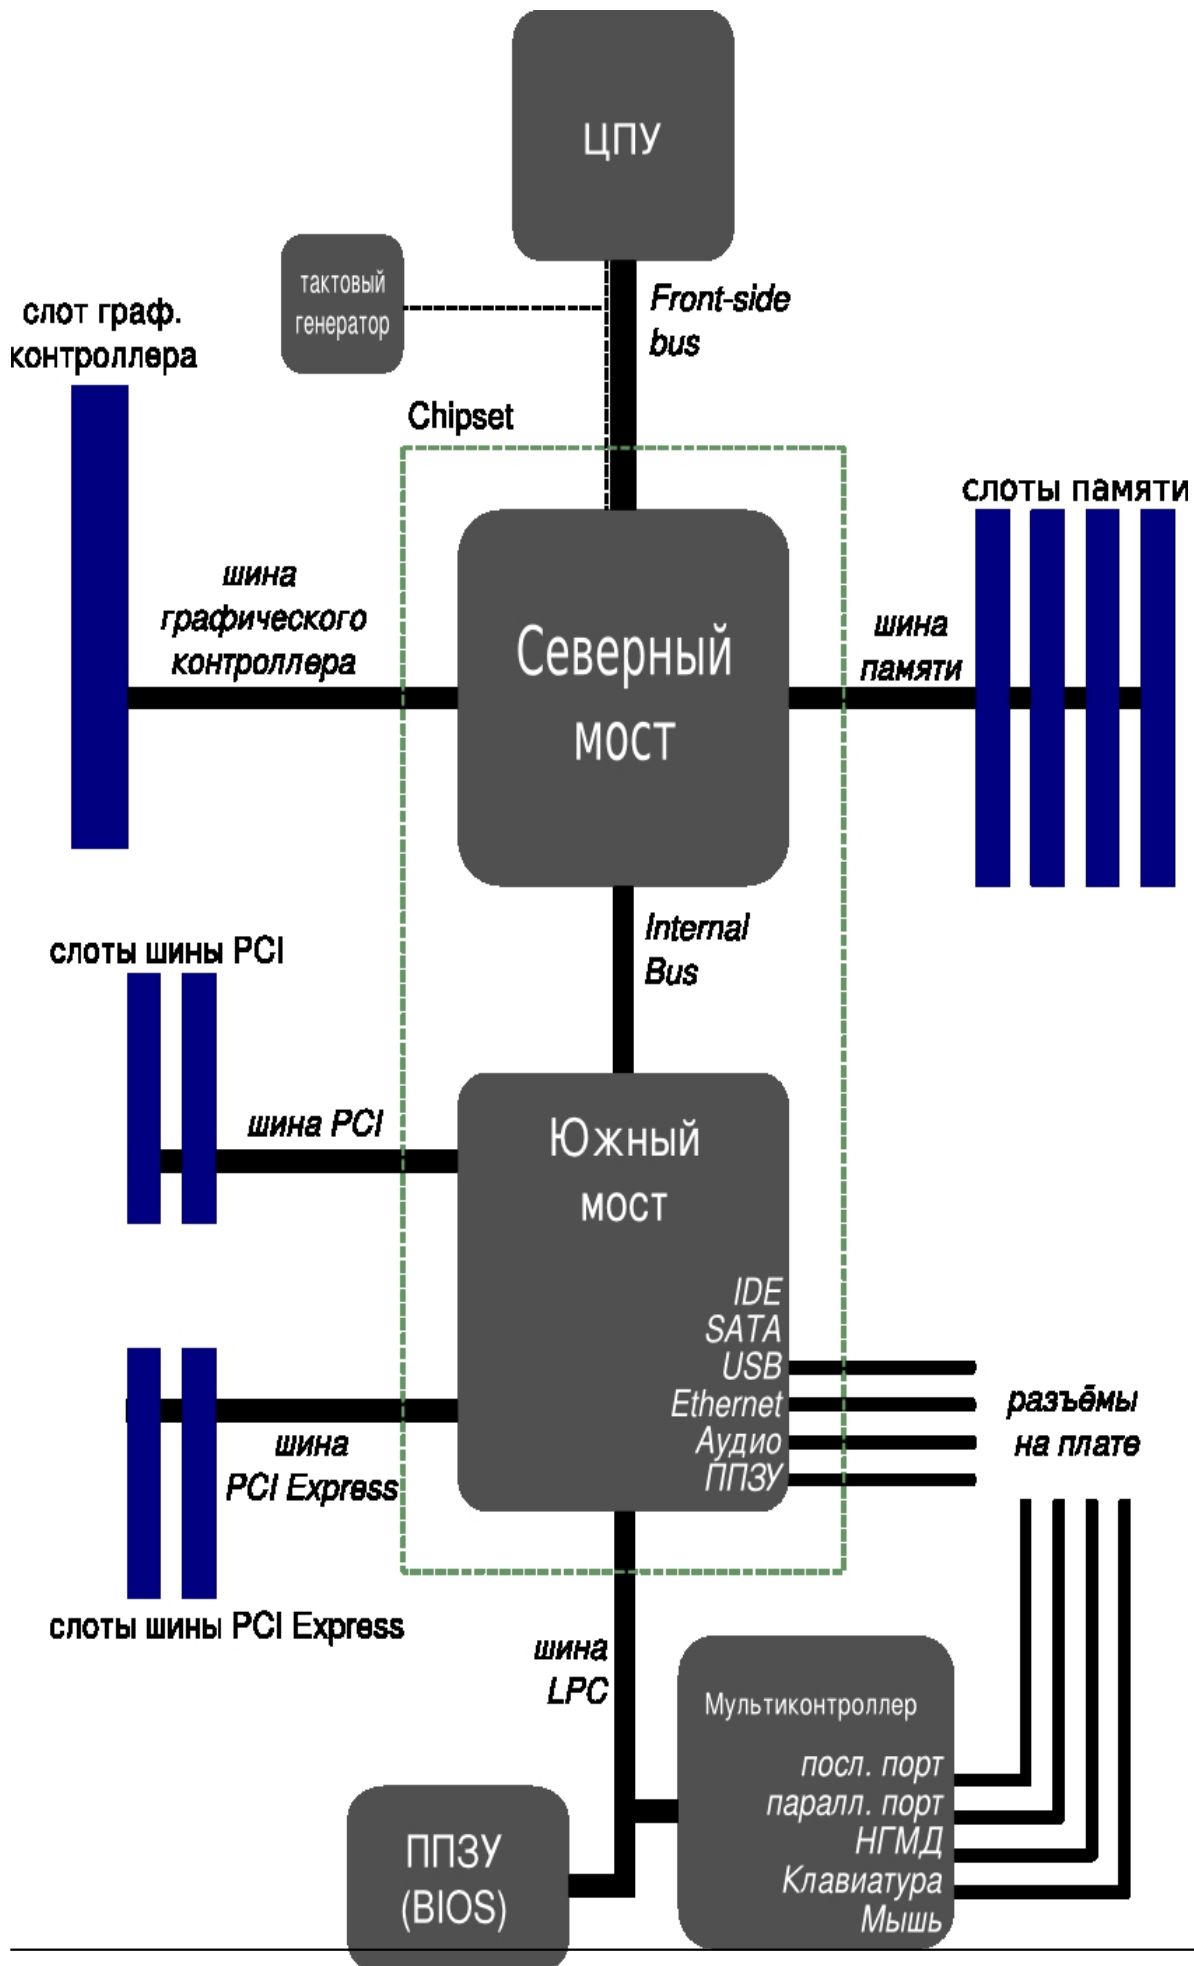 ЦПУ
тактовый
генератор
Front-side
bus
слот граф.
контроллера
Chipset
слоты памяти
шина
графического
контроллера
Северный
мост
шина
памяти
Internal
Bus
слоты шины PCI
шина PCI
Южный
мост
IDE
SATA
USB
Ethernet
Аудио
ППЗУ
разъёмы
на плате
шина
PCI Express
слоты шины PCI Express
шина
LPC
Мультиконтроллер
посл. порт
паралл. порт
НГМД
Клавиатура
Мышь
ППЗУ
(BIOS)